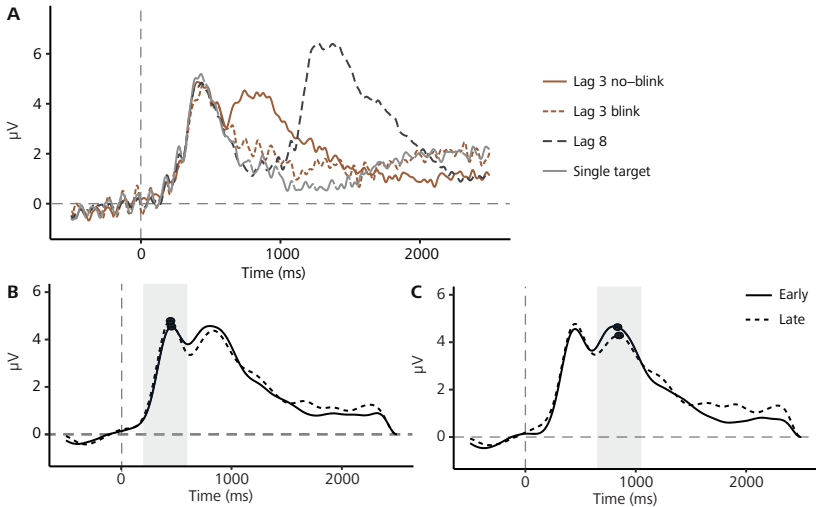 A
6
4
2
0
μV
0
1000
2000
Time (ms)
Lag 3 no–blink
Lag 3 blink
Lag 8
Single target
B
6
4
2
0
μV
0
1000
2000
Time (ms)
C
6
4
2
0
μV
0
1000
2000
Time (ms)
Early
Late